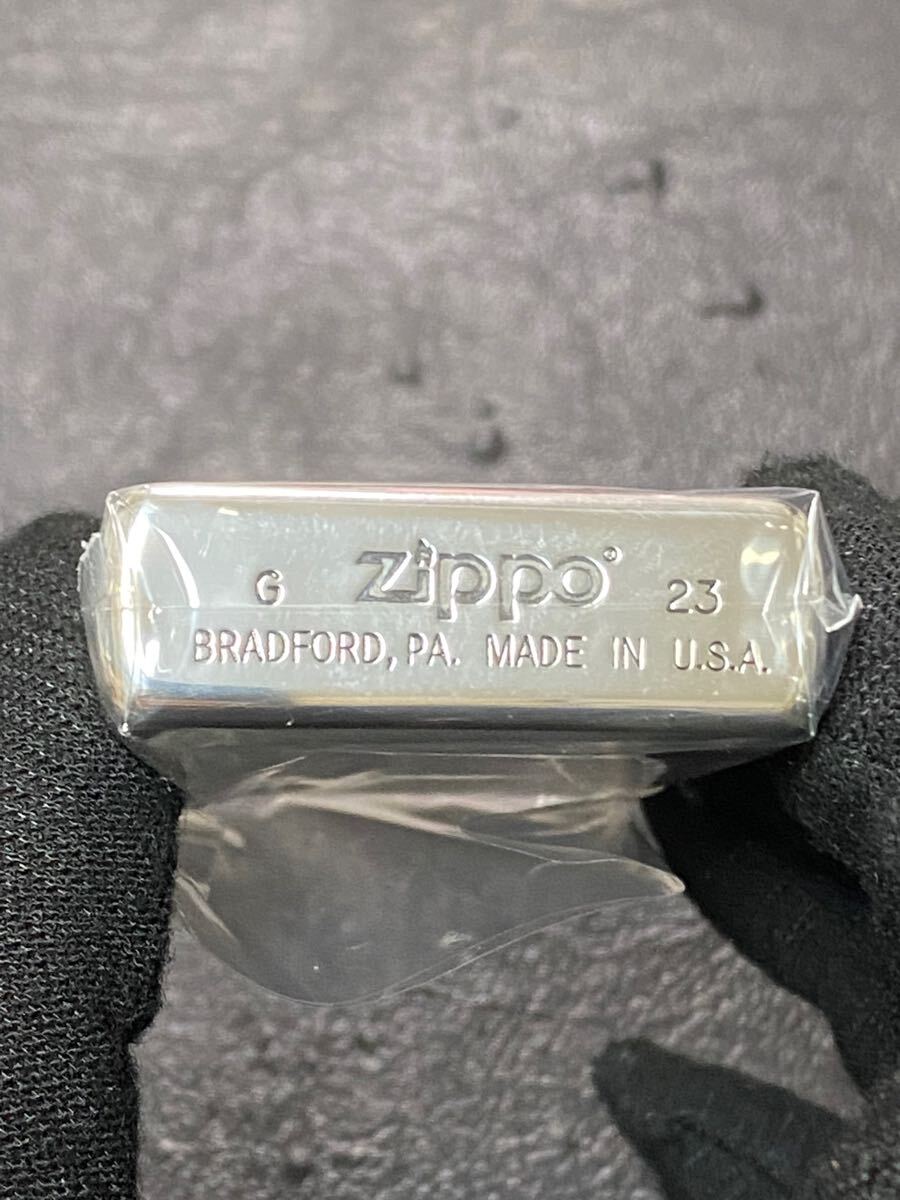 G Zippo® 23
BRADFORD, PA. MADE IN U.S.A.